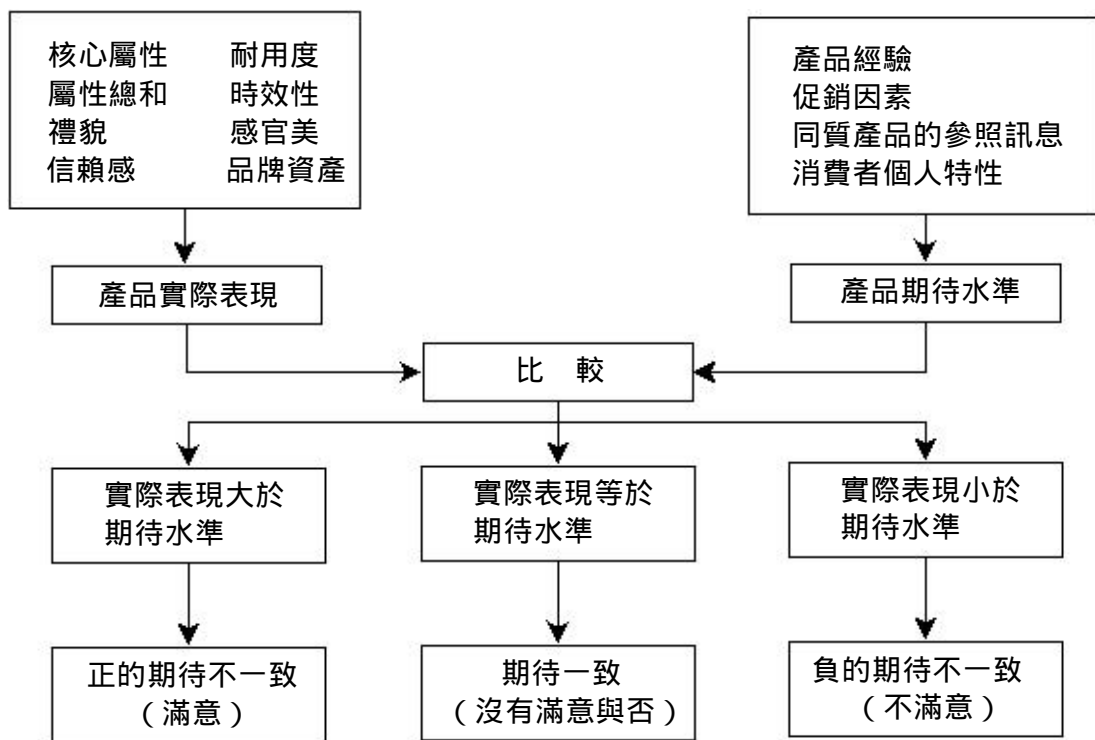 核心屬性 耐用度
屬性總和 時效性
禮貌 感官美
信賴感 品牌資產
產品經驗
促銷因素
同質產品的參照訊息
消費者個人特性
產品實際表現
產品期待水準
比 較
實際表現大於
期待水準
實際表現等於
期待水準
實際表現小於
期待水準
正的期待不一致
（滿意）
期待一致
（沒有滿意與否）
負的期待不一致
（不滿意）